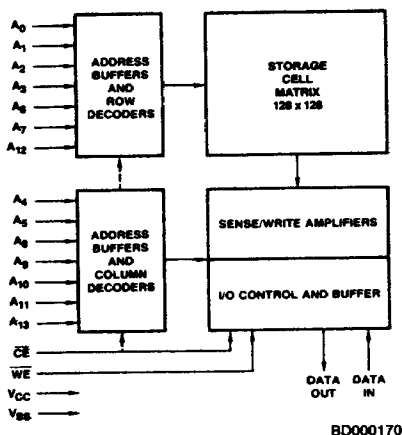 A0
A1
A2
A3
A6
A7
A12
ADDRESS
BUFFERS
AND
ROW
DECODERS
STORAGE
CELL
MATRIX
128 x 128
A4
A5
A8
A9
A10
A11
A13
ADDRESS
BUFFERS
AND
COLUMN
DECODERS
SENSE/WRITE AMPLIFIERS
I/O CONTROL AND BUFFER
CE
WE
VCC
VSS
DATA
OUT
DATA
IN
BD000170